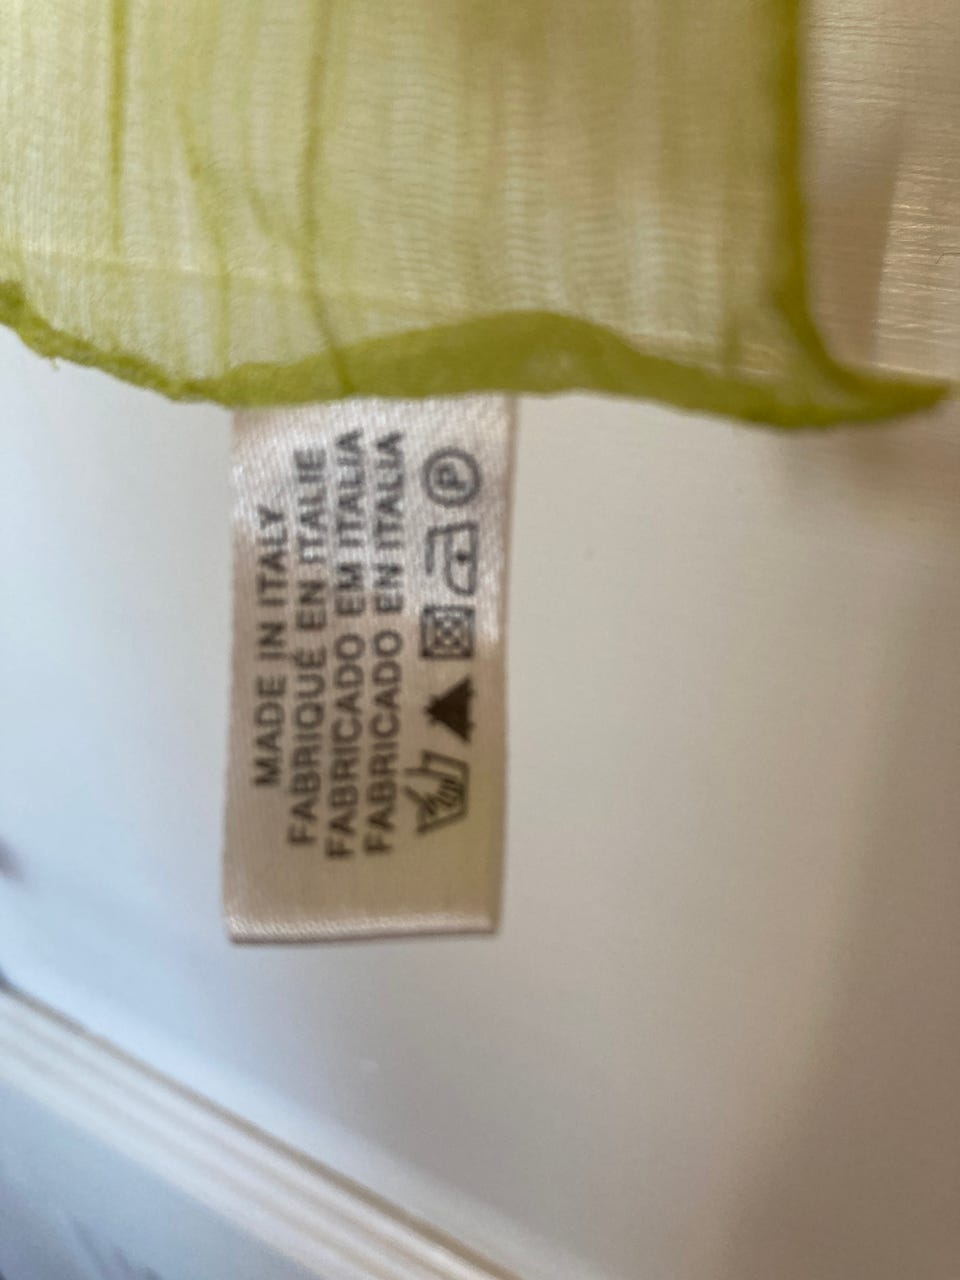 MADE IN ITALY
FABRIQUÉ EN ITALIE
FABRICADO EM ITALIA
FABRICADO EN ITALIA
P